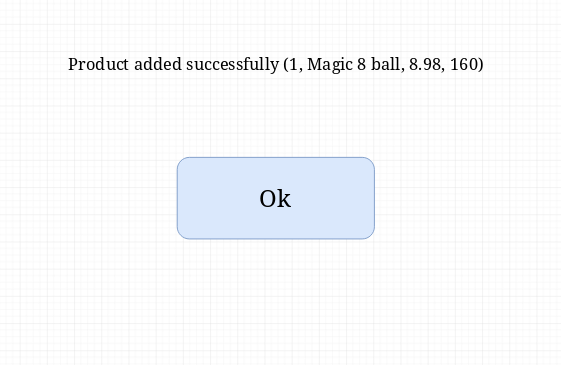 Product added successfully (1, Magic 8 ball, 8.98, 160)
Ok